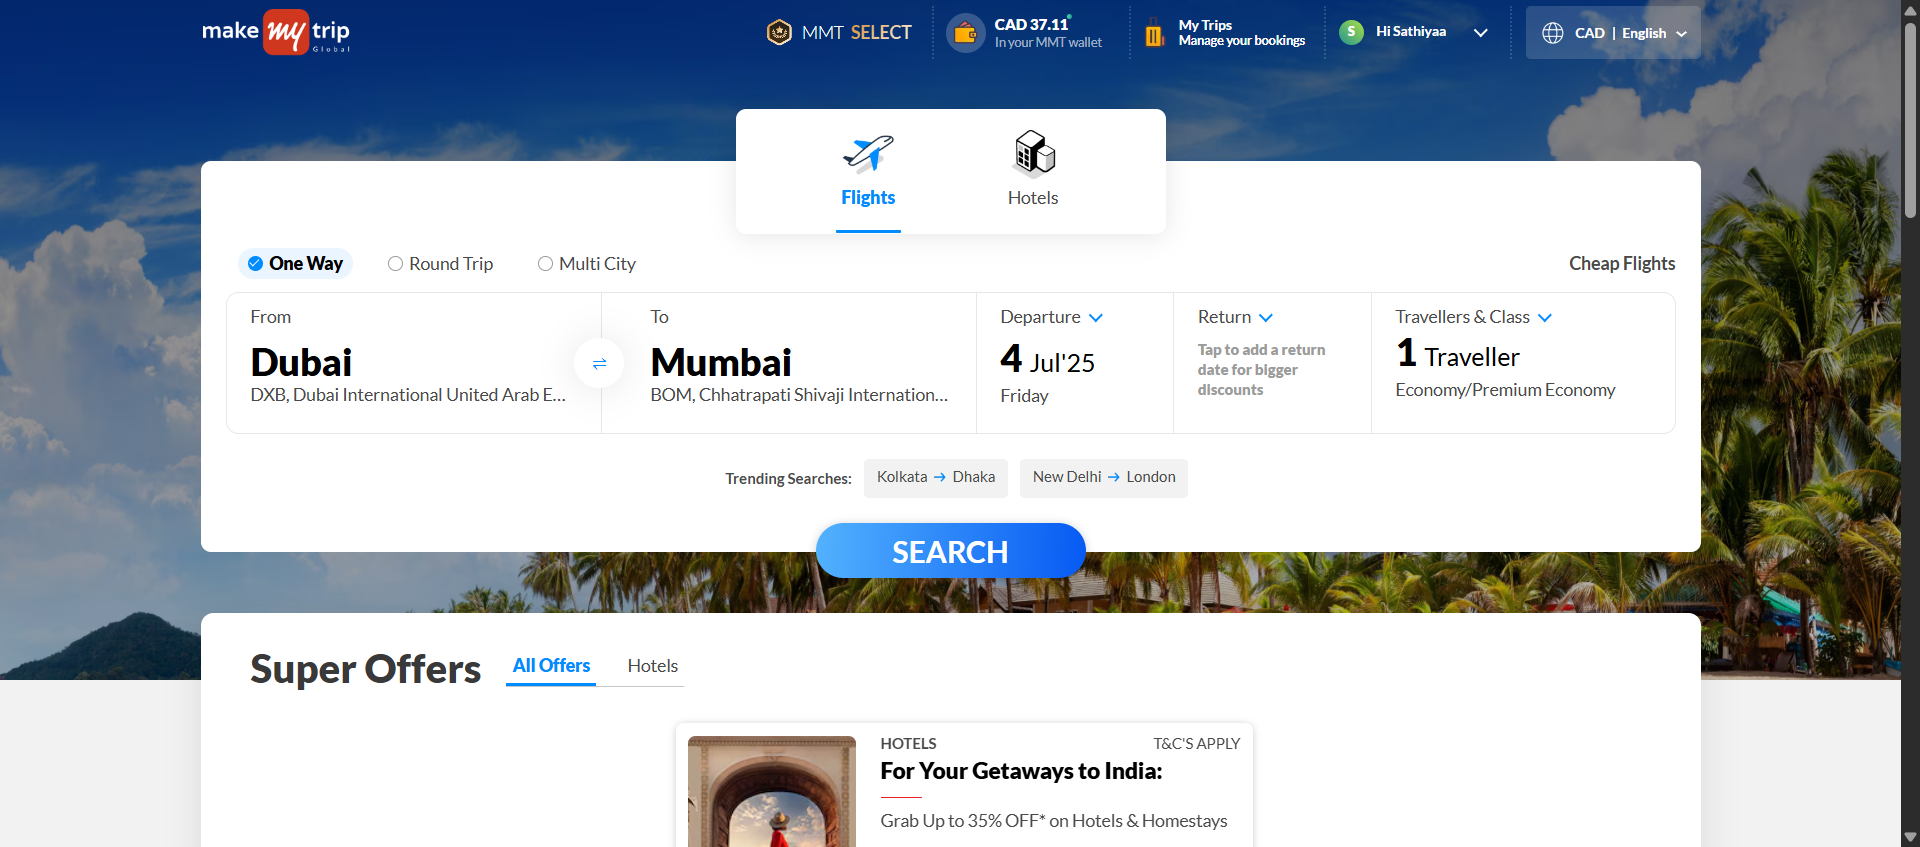 make my trip
Global
MMT SELECT
CAD 37.11
In your MMT wallet
My Trips
Manage your bookings
S
Hi Sathiyaa
CAD | English
Flights
Hotels
One Way
Round Trip
Multi City
Cheap Flights
From
Dubai
DXB, Dubai International United Arab E...
To
Mumbai
BOM, Chhatrapati Shivaji Internation...
Departure
4 Jul'25
Friday
Return
Tap to add a return
date for bigger
discounts
Travellers & Class
1 Traveller
Economy/Premium Economy
Trending Searches:
Kolkata → Dhaka
New Delhi → London
SEARCH
Super Offers
All Offers
Hotels
HOTELS
T&C'S APPLY
For Your Getaways to India:
Grab Up to 35% OFF* on Hotels & Homestays